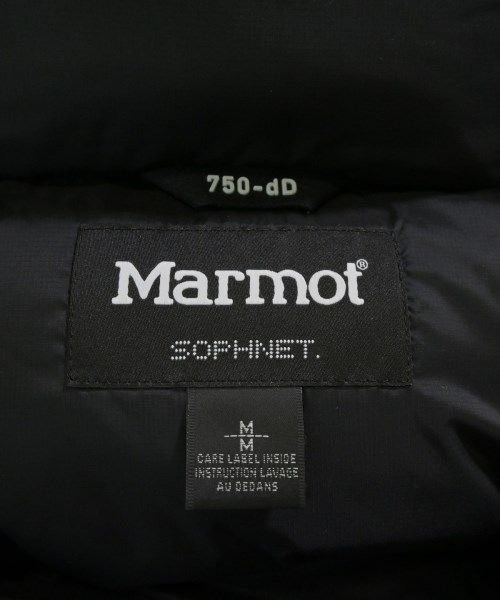 750-dD
Marmot®
SOPHNET.
M
M
CARE LABEL INSIDE
INSTRUCTION LAVAGE
AU DEDANS